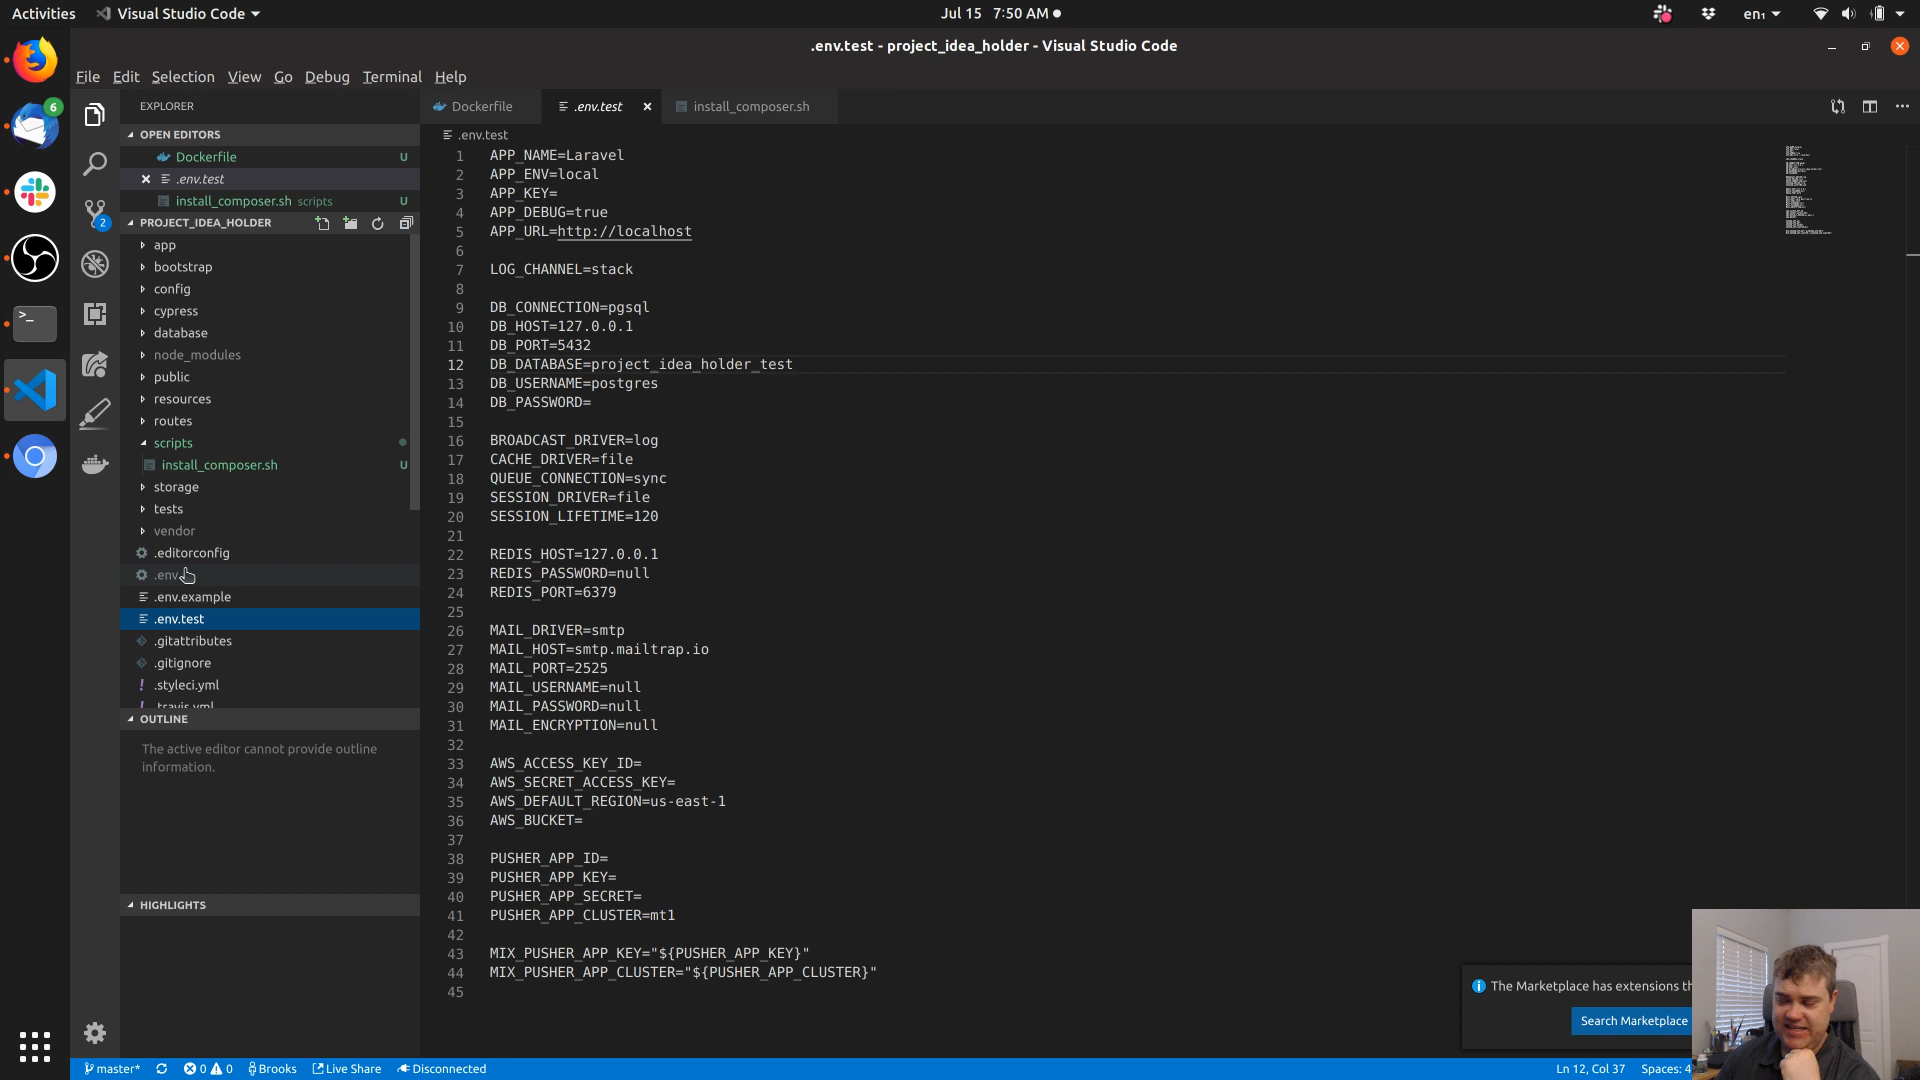 Activities
Visual Studio Code
Jul 15 7:50 AM
en₁
.env.test - project_idea_holder - Visual Studio Code
File Edit Selection View Go Debug Terminal Help
6
2
EXPLORER
OPEN EDITORS
Dockerfile U
.env.test
install_composer.sh scripts U
PROJECT_IDEA_HOLDER
app
bootstrap
config
cypress
database
node_modules
public
resources
routes
scripts
install_composer.sh U
storage
tests
vendor
.editorconfig
.env
.env.example
.env.test
.gitattributes
.gitignore
.styleci.yml
.travis.yml
OUTLINE
The active editor cannot provide outline
information.
HIGHLIGHTS
Dockerfile
.env.test
install_composer.sh
.env.test
1 APP_NAME=Laravel
2 APP_ENV=local
3 APP_KEY=
4 APP_DEBUG=true
5 APP_URL=http://localhost
6
7 LOG_CHANNEL=stack
8
9 DB_CONNECTION=pgsql
10 DB_HOST=127.0.0.1
11 DB_PORT=5432
12 DB_DATABASE=project_idea_holder_test
13 DB_USERNAME=postgres
14 DB_PASSWORD=
15
16 BROADCAST_DRIVER=log
17 CACHE_DRIVER=file
18 QUEUE_CONNECTION=sync
19 SESSION_DRIVER=file
20 SESSION_LIFETIME=120
21
22 REDIS_HOST=127.0.0.1
23 REDIS_PASSWORD=null
24 REDIS_PORT=6379
25
26 MAIL_DRIVER=smtp
27 MAIL_HOST=smtp.mailtrap.io
28 MAIL_PORT=2525
29 MAIL_USERNAME=null
30 MAIL_PASSWORD=null
31 MAIL_ENCRYPTION=null
32
33 AWS_ACCESS_KEY_ID=
34 AWS_SECRET_ACCESS_KEY=
35 AWS_DEFAULT_REGION=us-east-1
36 AWS_BUCKET=
37
38 PUSHER_APP_ID=
39 PUSHER_APP_KEY=
40 PUSHER_APP_SECRET=
41 PUSHER_APP_CLUSTER=mt1
42
43 MIX_PUSHER_APP_KEY="${PUSHER_APP_KEY}"
44 MIX_PUSHER_APP_CLUSTER="${PUSHER_APP_CLUSTER}"
45
The Marketplace has extensions th
Search Marketplace
master* 0 0 Brooks Live Share Disconnected
Ln 12, Col 37 Spaces: 4